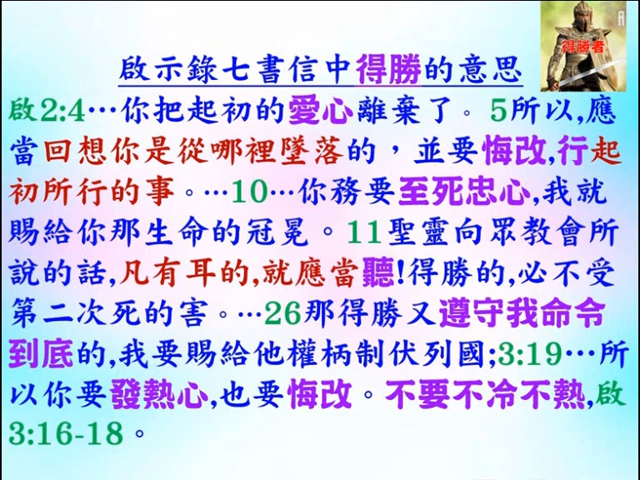 得勝者
啟示錄七書信中得勝的意思
啟2:4…你把起初的愛心離棄了。5所以,應
當回想你是從哪裡墜落的，並要悔改,行起
初所行的事。…10…你務要至死忠心,我就
賜給你那生命的冠冕。11聖靈向眾教會所
說的話,凡有耳的,就應當聽!得勝的,必不受
第二次死的害。…26那得勝又遵守我命令
到底的,我要賜給他權柄制伏列國;3:19…所
以你要發熱心,也要悔改。不要不冷不熱,啟
3:16-18。